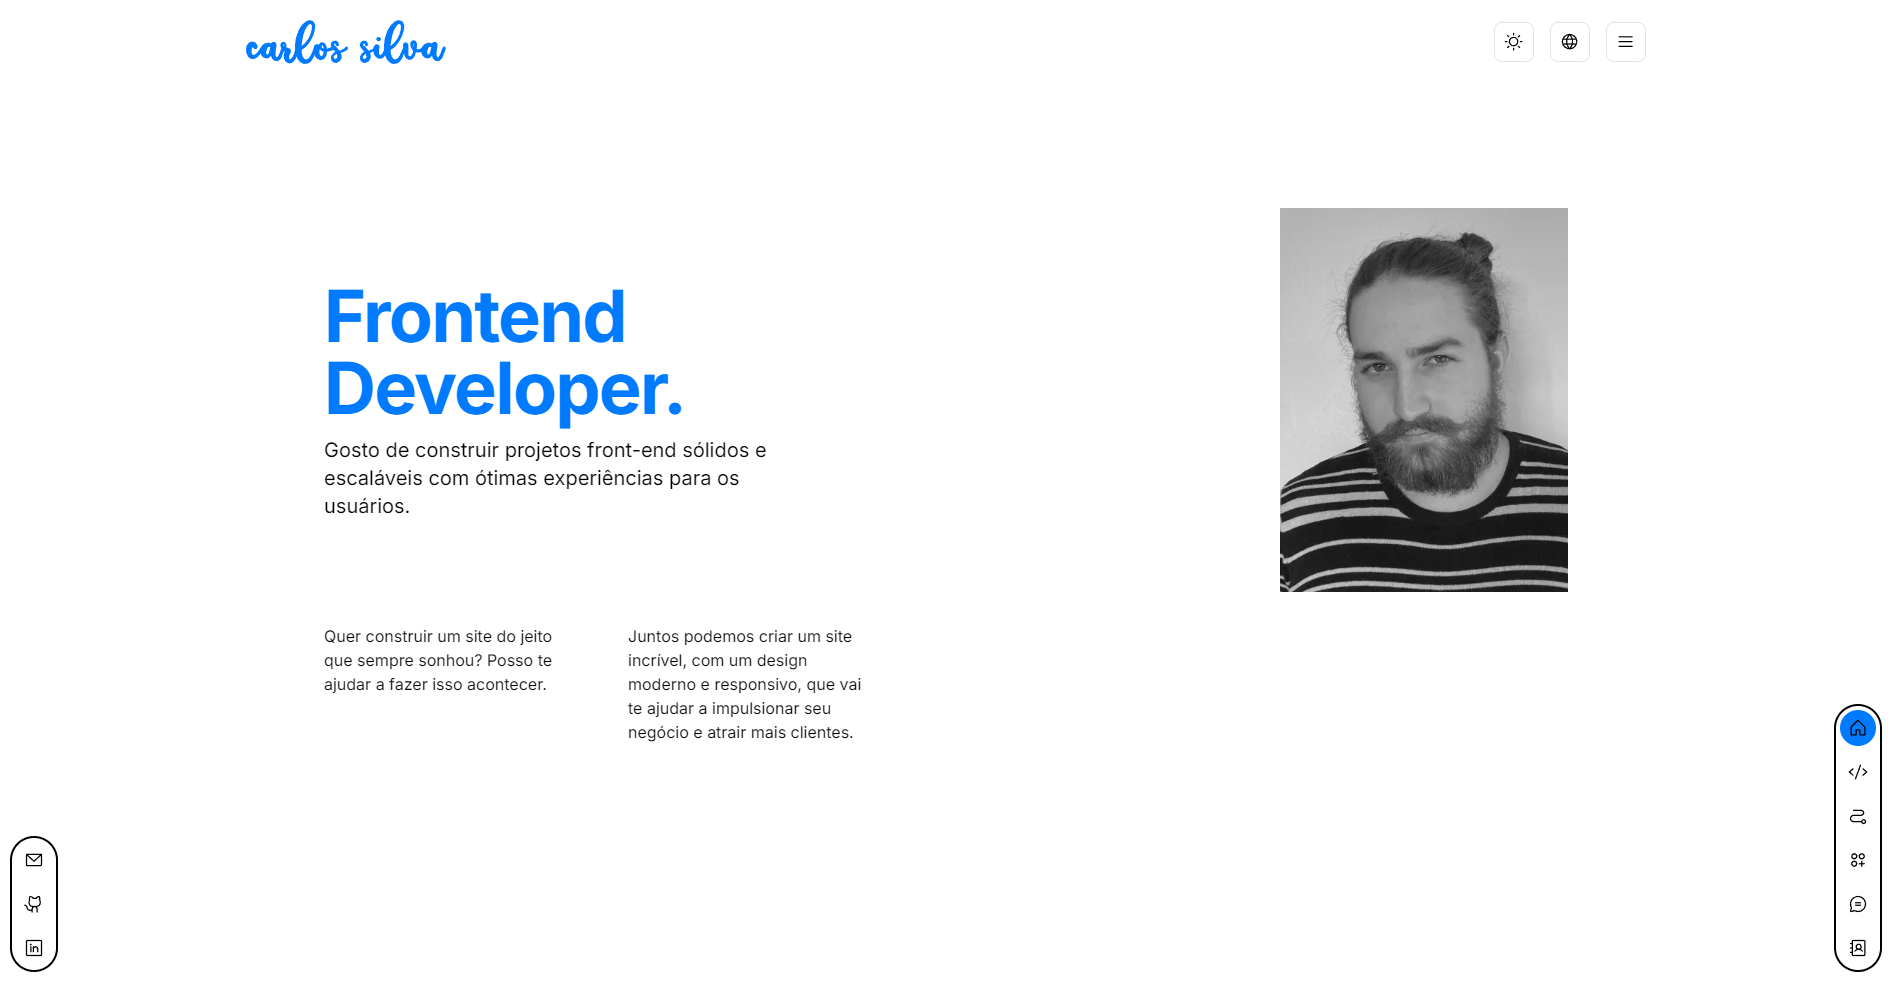 carlos silva
Frontend
Developer.
Gosto de construir projetos front-end sólidos e
escaláveis com ótimas experiências para os
usuários.
Quer construir um site do jeito
que sempre sonhou? Posso te
ajudar a fazer isso acontecer.
Juntos podemos criar um site
incrível, com um design
moderno e responsivo, que vai
te ajudar a impulsionar seu
negócio e atrair mais clientes.
in